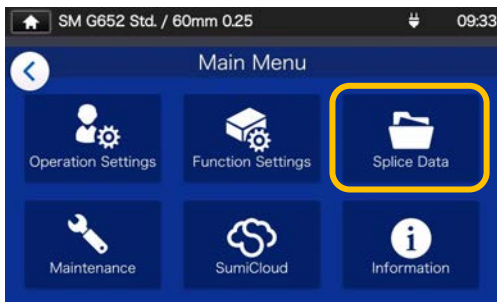 SM G652 Std. / 60mm 0.25 09:33
Main Menu
Operation Settings Function Settings Splice Data
Maintenance SumiCloud Information